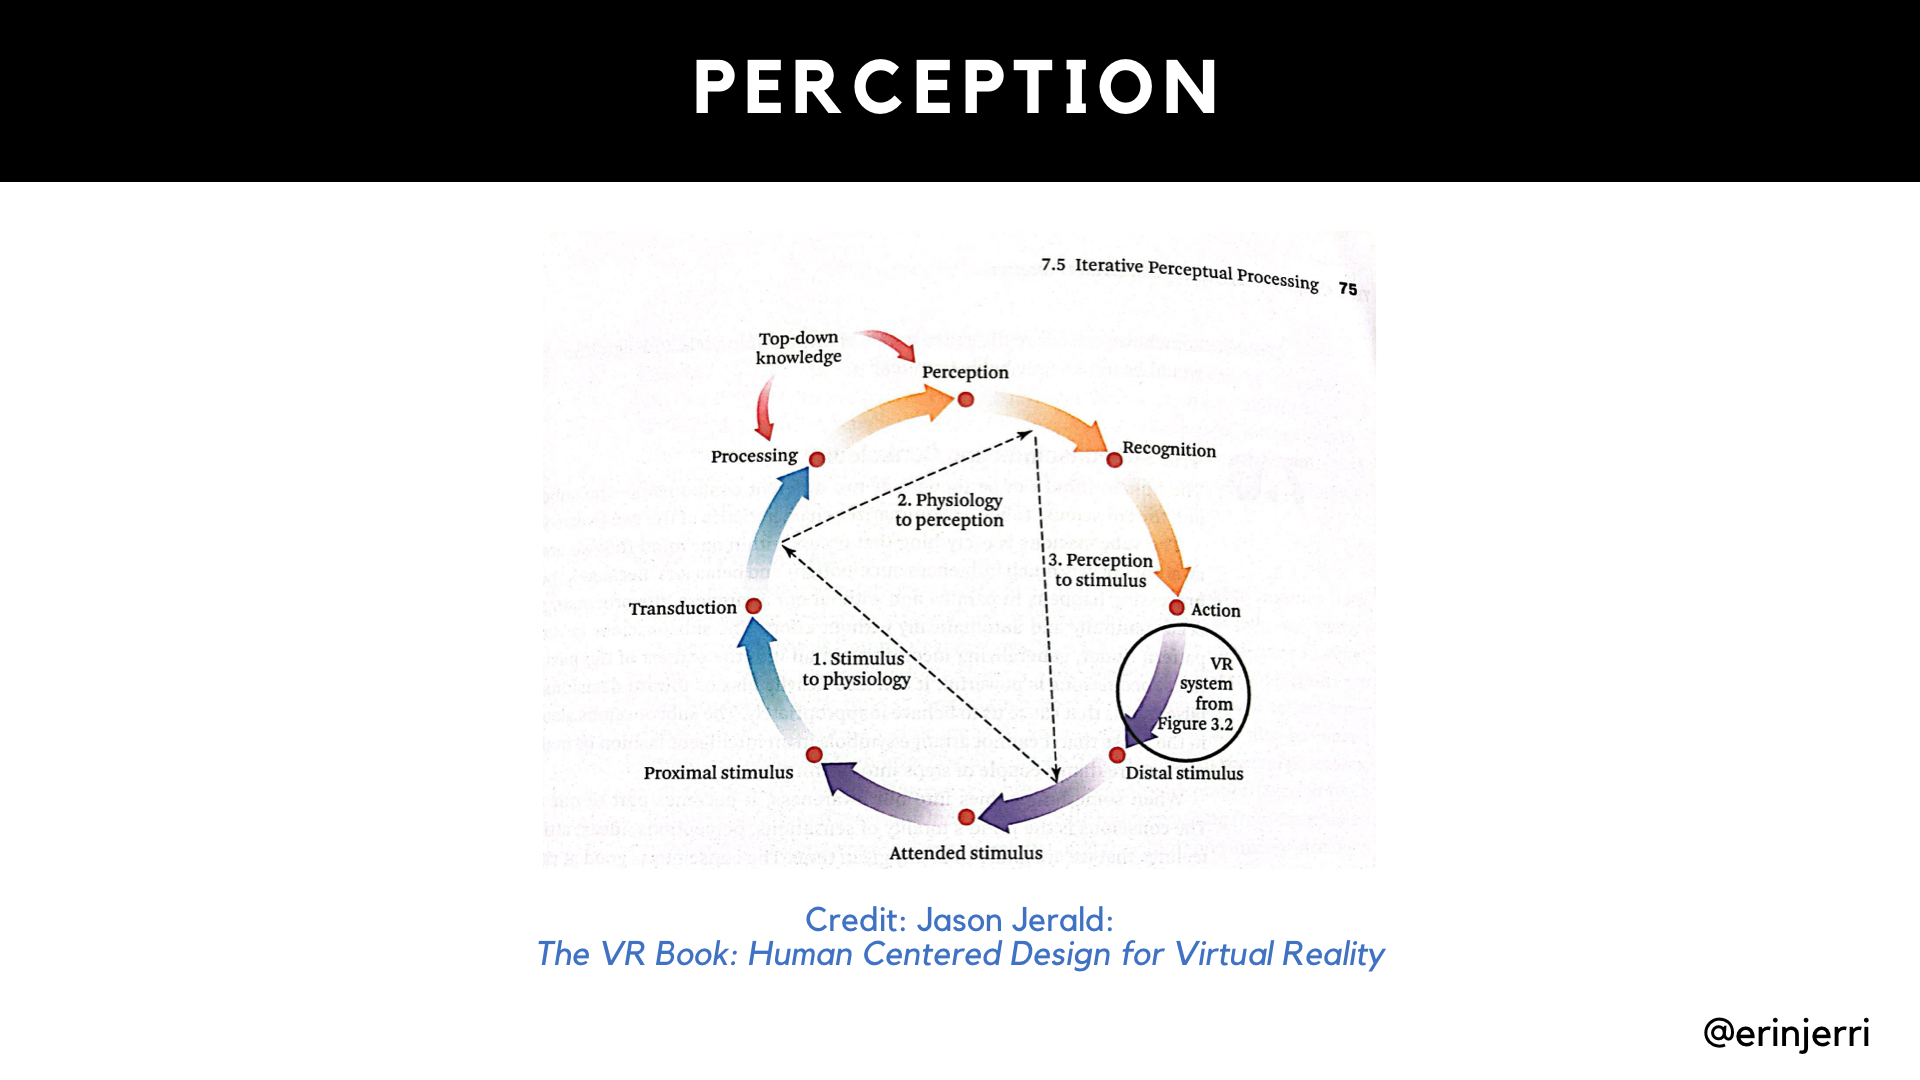 PERCEPTION
7.5 Iterative Perceptual Processing 75
Top-down
knowledge
Perception
Processing
Recognition
2. Physiology
to perception
3. Perception
to stimulus
Transduction
Action
1. Stimulus
to physiology
VR
system
from
Figure 3.2
Proximal stimulus
Distal stimulus
Attended stimulus
Credit: Jason Jerald:
The VR Book: Human Centered Design for Virtual Reality
@erinjerri